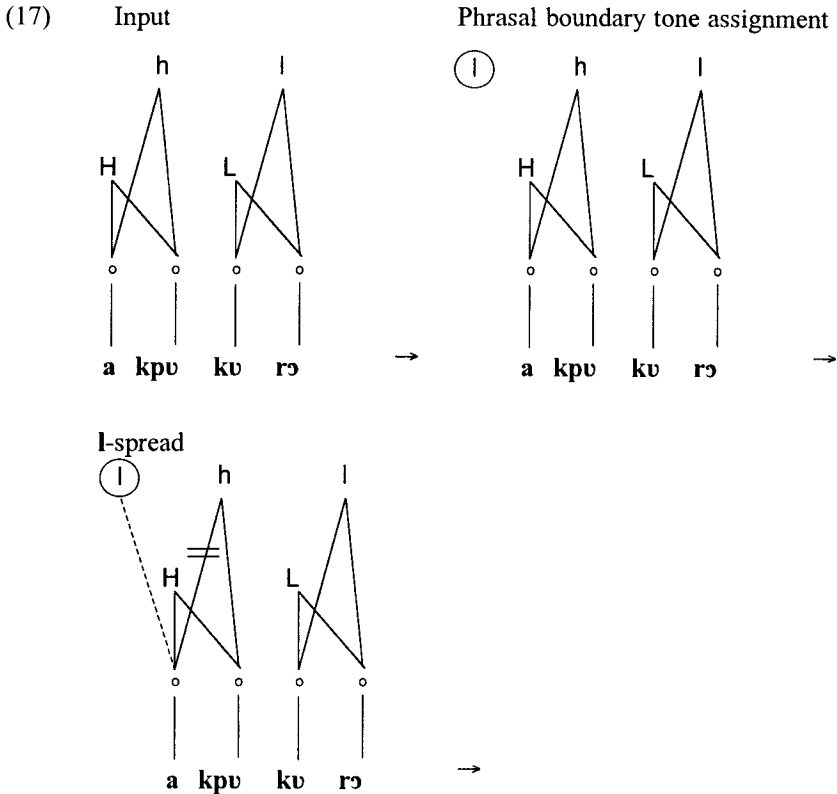 (17) Input Phrasal boundary tone assignment
h l l h l
H L H L
o o o o o o o o
a kpʋ kʋ rɔ → a kpʋ kʋ rɔ →
l-spread
l h l
H L
o o o o
a kpʋ kʋ rɔ →